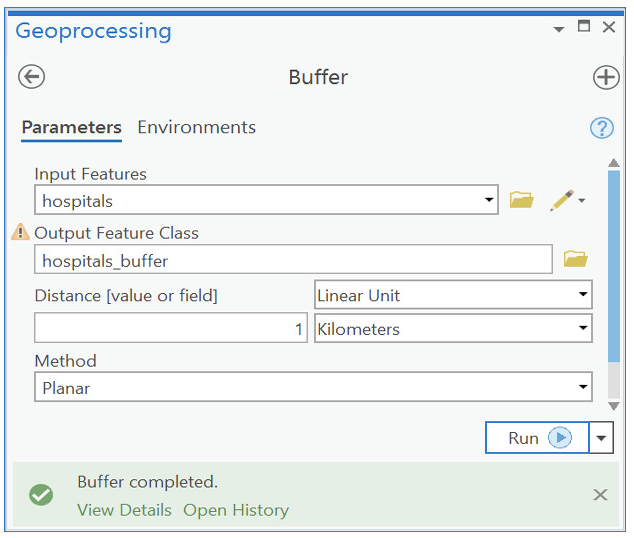 Geoprocessing
Buffer
Parameters Environments
?
Input Features
hospitals
Output Feature Class
hospitals_buffer
Distance [value or field] Linear Unit
1 Kilometers
Method
Planar
Run
Buffer completed.
View Details Open History